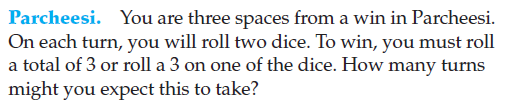 Parcheesi. You are three spaces from a win in Parcheesi.
On each turn, you will roll two dice. To win, you must roll
a total of 3 or roll a 3 on one of the dice. How many turns
might you expect this to take?